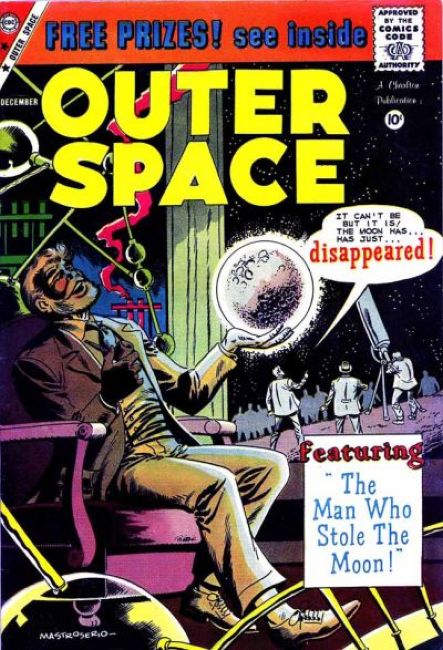 CDC
OUTER SPACE
DECEMBER
FREE PRIZES! see inside
APPROVED
BY THE
COMICS
CODE
AUTHORITY
A Charlton
Publication
10¢
OUTER
SPACE
IT CAN'T BE
BUT IT IS!
THE MOON HAS...
HAS JUST...
disappeared!
featuring
"The
Man Who
Stole The
Moon!"
MASTROSERIO